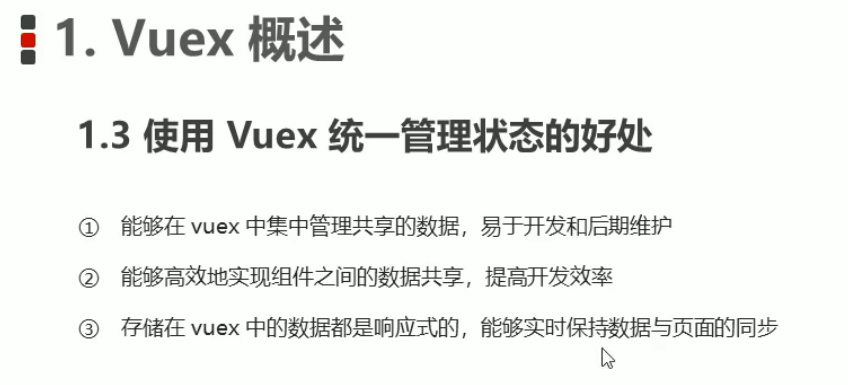 1. Vuex 概述
1.3 使用 Vuex 统一管理状态的好处
① 能够在 vuex 中集中管理共享的数据，易于开发和后期维护
② 能够高效地实现组件之间的数据共享，提高开发效率
③ 存储在 vuex 中的数据都是响应式的，能够实时保持数据与页面的同步